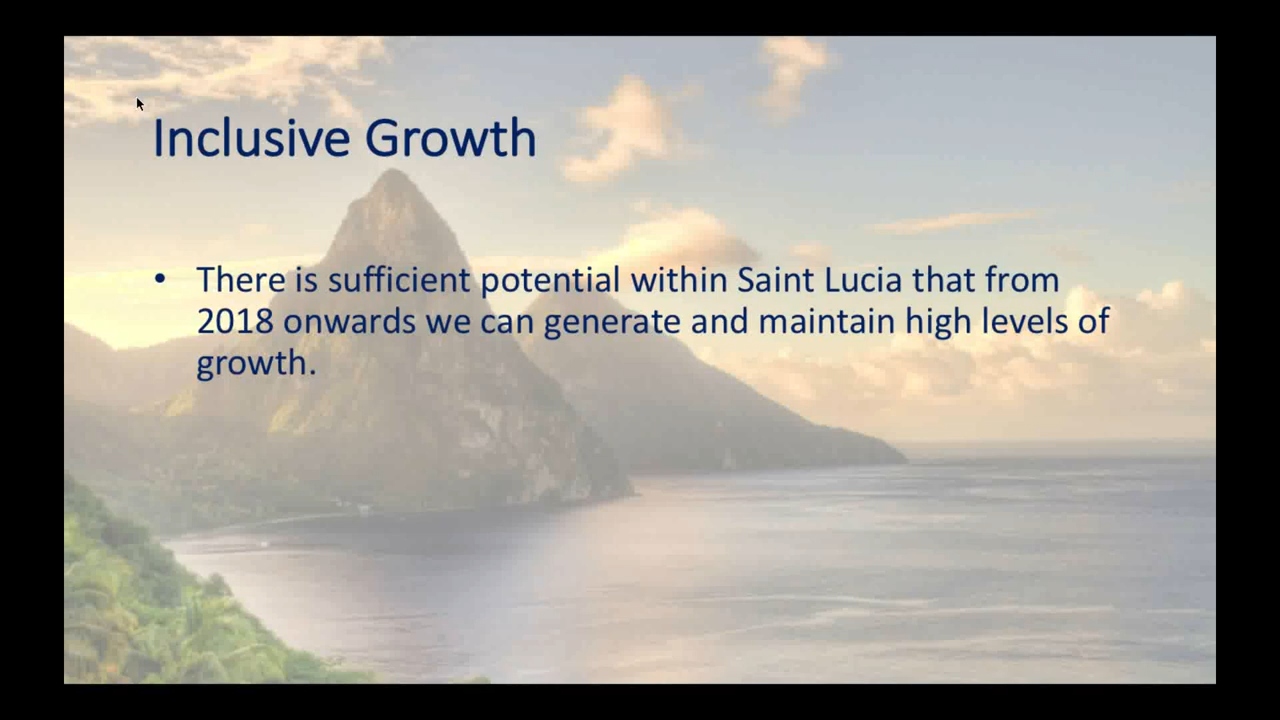 Inclusive Growth
• There is sufficient potential within Saint Lucia that from
2018 onwards we can generate and maintain high levels of
growth.